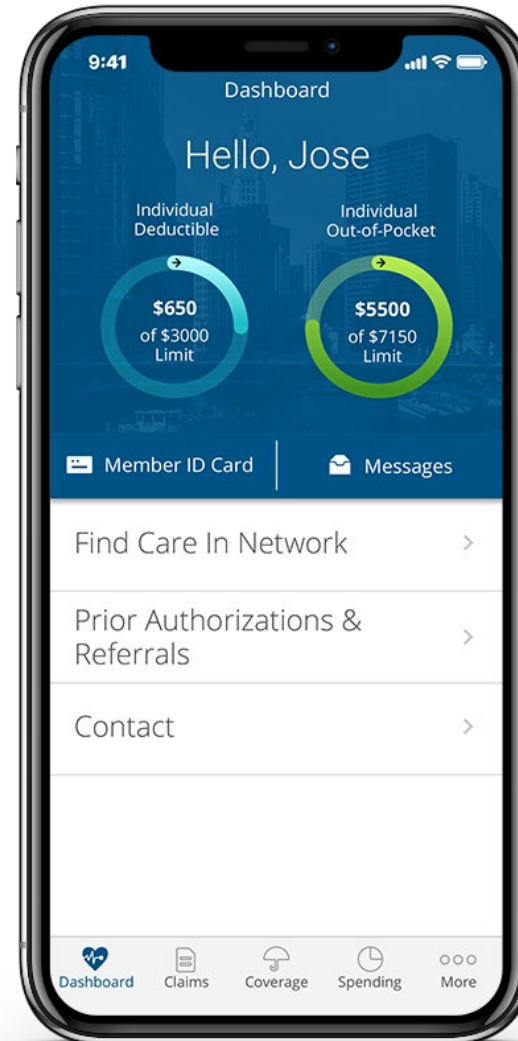 9:41
Dashboard
Hello, Jose
Individual
Deductible
$650
of $3000
Limit
Individual
Out-of-Pocket
$5500
of $7150
Limit
Member ID Card
Messages
Find Care In Network
Prior Authorizations &
Referrals
Contact
Dashboard
Claims
Coverage
Spending
More